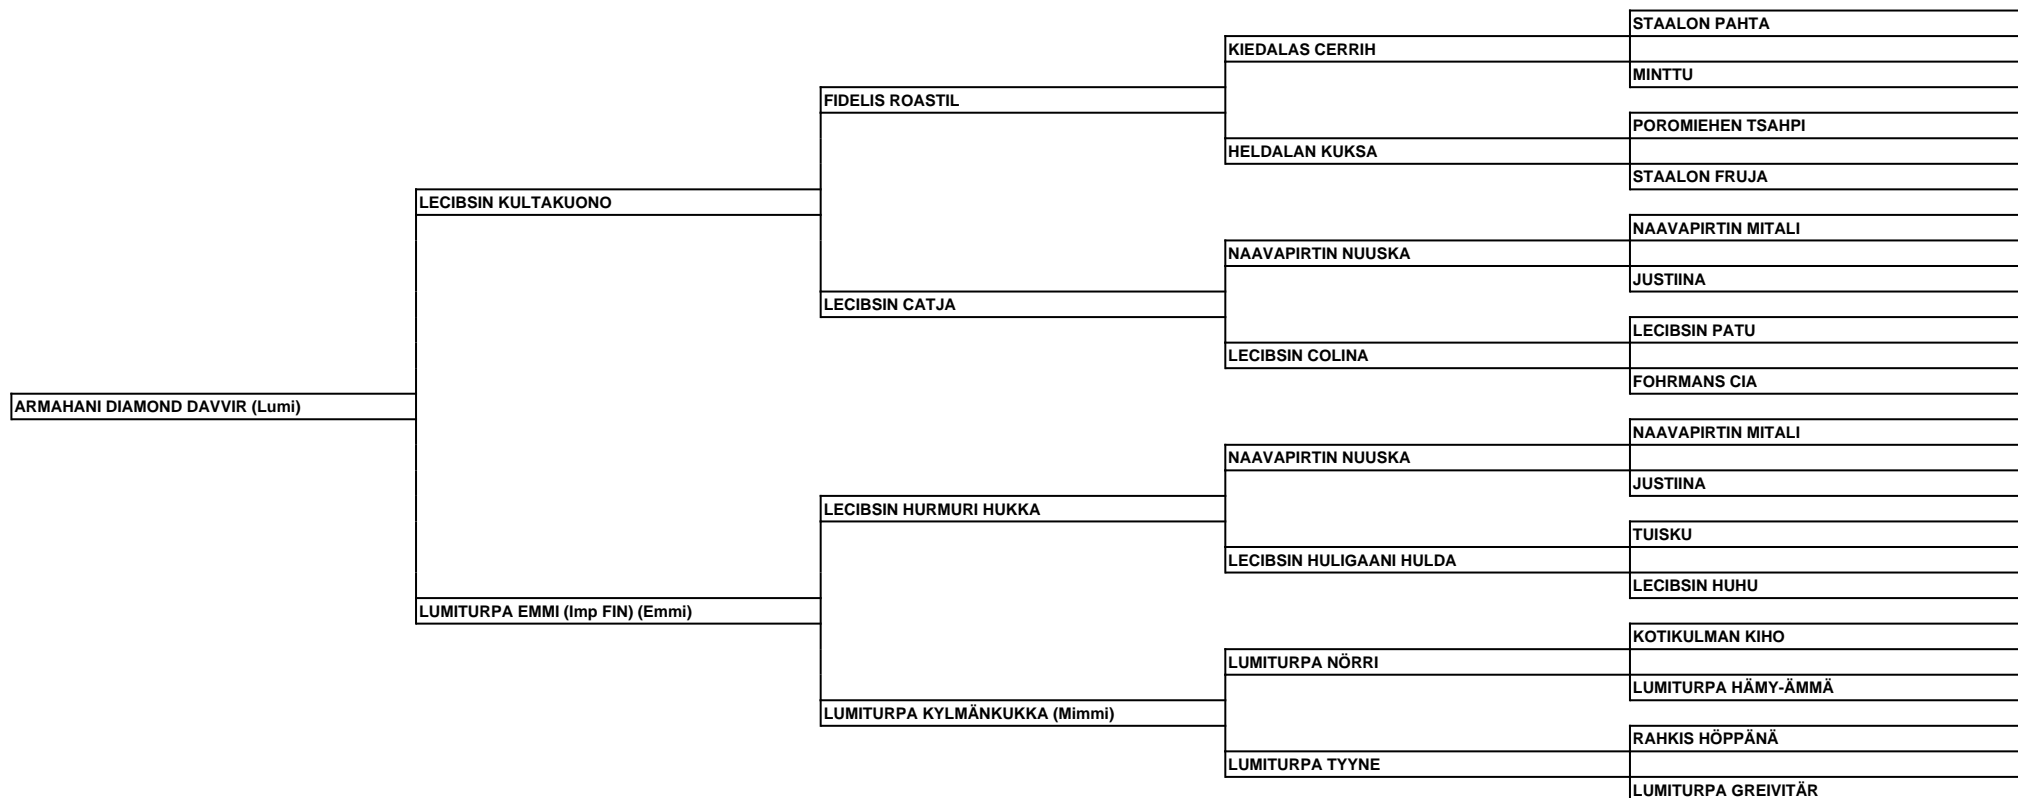 STAALON PAHTA
KIEDALAS CERRIH
MINTTU
FIDELIS ROASTIL
POROMIEHEN TSAHPI
HELDALAN KUKSA
STAALON FRUJA
LECIBSIN KULTAKUONO
NAAVAPIRTIN MITALI
NAAVAPIRTIN NUUSKA
JUSTIINA
LECIBSIN CATJA
LECIBSIN PATU
LECIBSIN COLINA
FOHRMANS CIA
ARMAHANI DIAMOND DAVVIR (Lumi)
NAAVAPIRTIN MITALI
NAAVAPIRTIN NUUSKA
JUSTIINA
LECIBSIN HURMURI HUKKA
TUISKU
LECIBSIN HULIGAANI HULDA
LECIBSIN HUHU
LUMITURPA EMMI (Imp FIN) (Emmi)
KOTIKULMAN KIHO
LUMITURPA NÖRRI
LUMITURPA HÄMY-ÄMMÄ
LUMITURPA KYLMÄNKUKKA (Mimmi)
RAHKIS HÖPPÄNÄ
LUMITURPA TYYNE
LUMITURPA GREIVITÄR